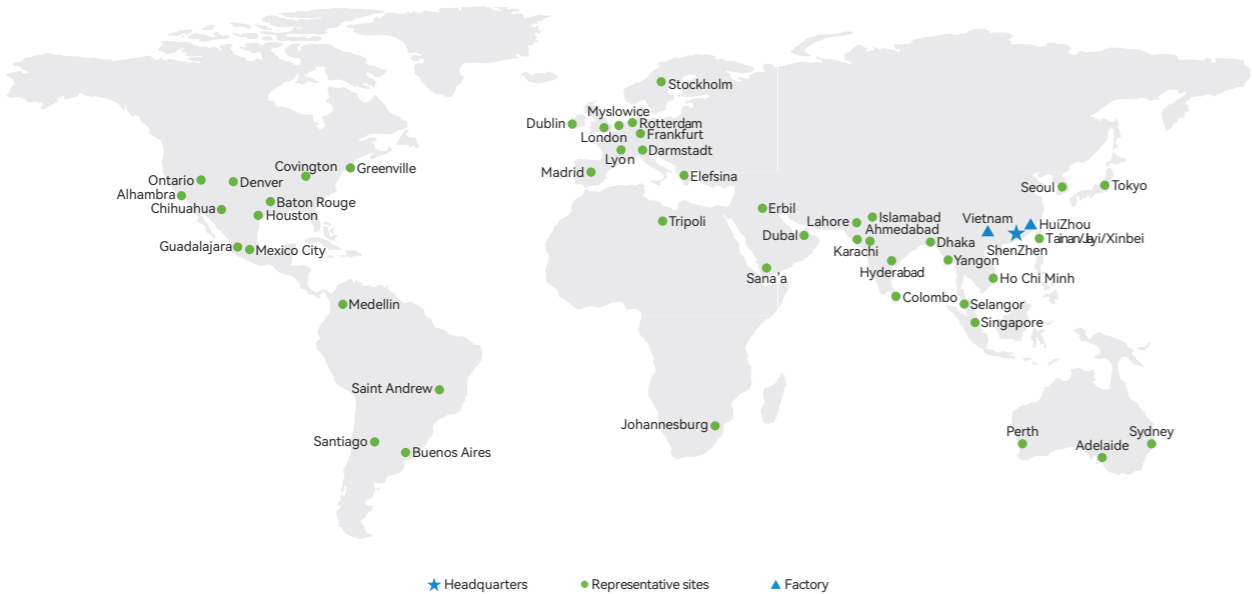 Stockholm
Myslowice
Dublin
Rotterdam
London
Frankfurt
Lyon
Darmstadt
Madrid
Elefsina
Covington
Greenville
Ontario
Denver
Alhambra
Baton Rouge
Chihuahua
Houston
Guadalajara
Mexico City
Medellin
Saint Andrew
Santiago
Buenos Aires
Tripoli
Erbil
Dubal
Sana'a
Johannesburg
Lahore
Islamabad
Ahmedabad
Karachi
Hyderabad
Dhaka
Colombo
Yangon
Vietnam
HuiZhou
ShenZhen
/Xinbei
Seoul
Tokyo
Ho Chi Minh
Selangor
Singapore
Perth
Adelaide
Sydney
Headquarters
Representative sites
Factory